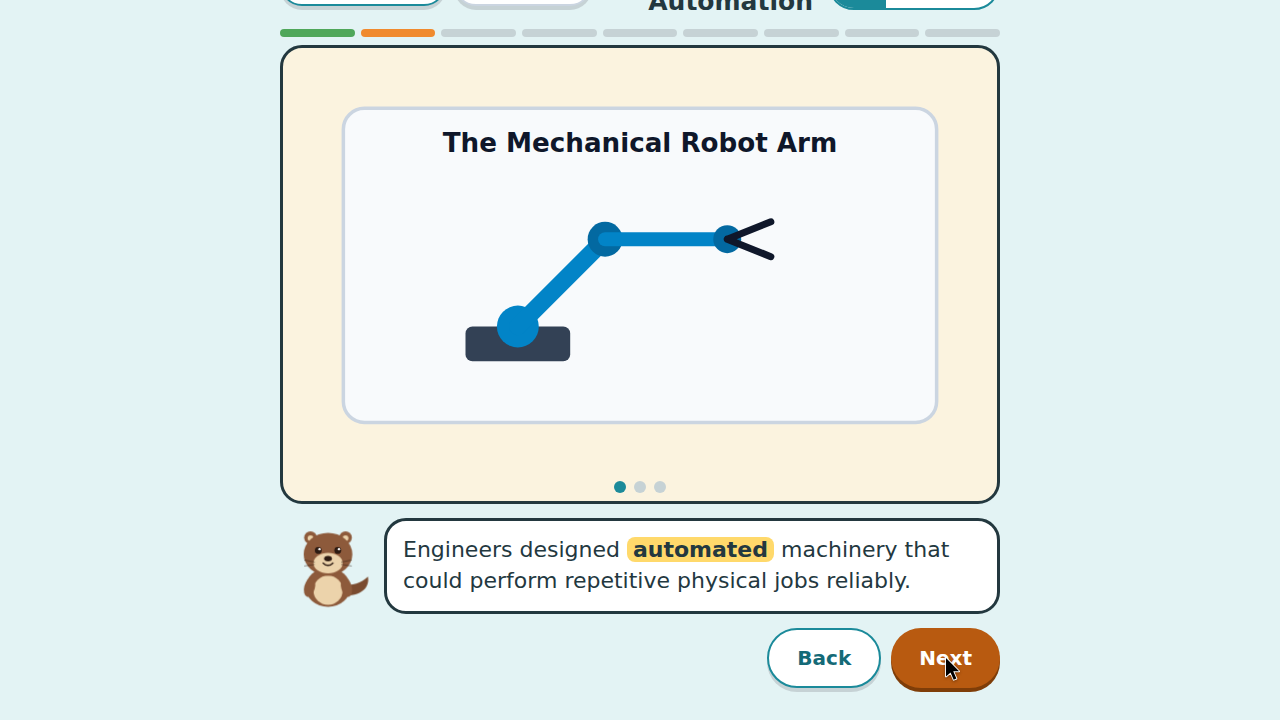 Automation
The Mechanical Robot Arm
Engineers designed automated machinery that
could perform repetitive physical jobs reliably.
Back
Next